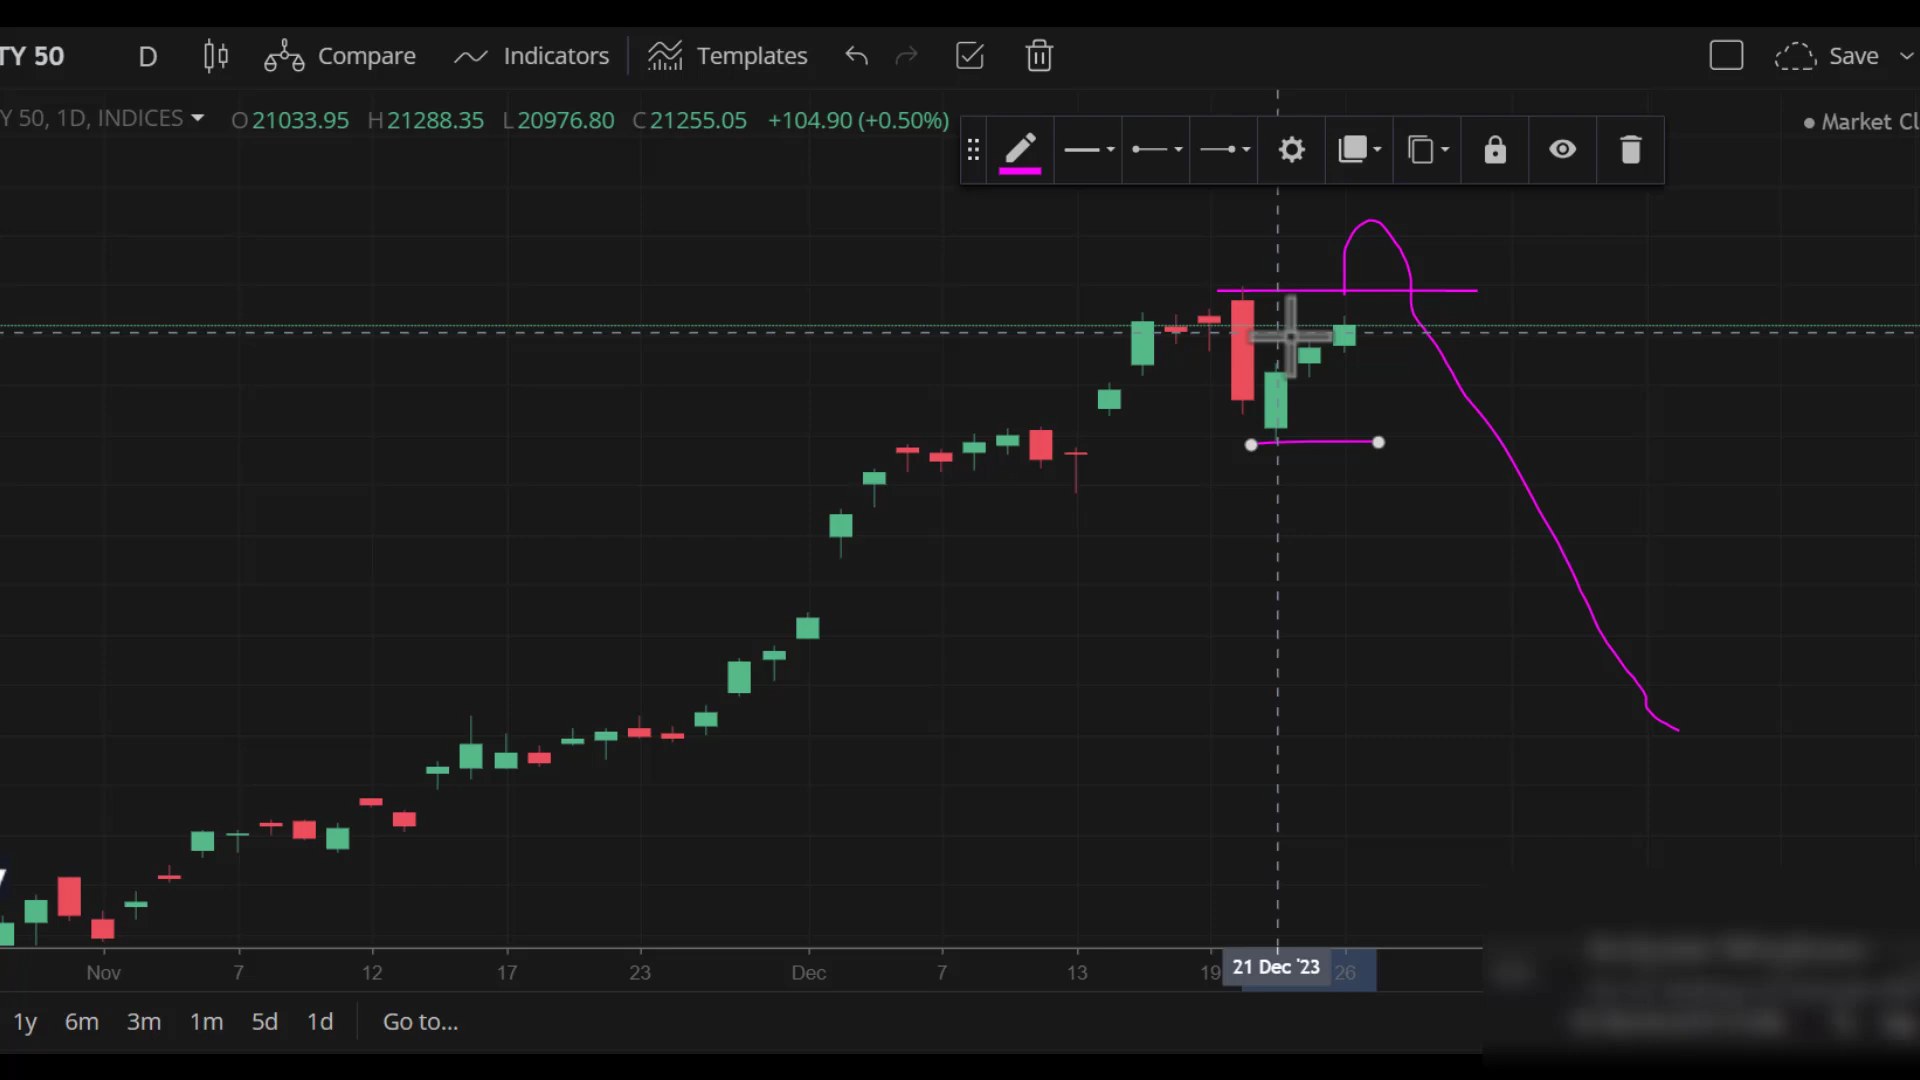 TY 50 D Compare Indicators Templates Save
Y 50, 1D, INDICES O21033.95 H21288.35 L20976.80 C21255.05 +104.90 (+0.50%) Market Cl
Nov 7 12 17 23 Dec 7 13 19 21 Dec '23 26
1y 6m 3m 1m 5d 1d Go to...